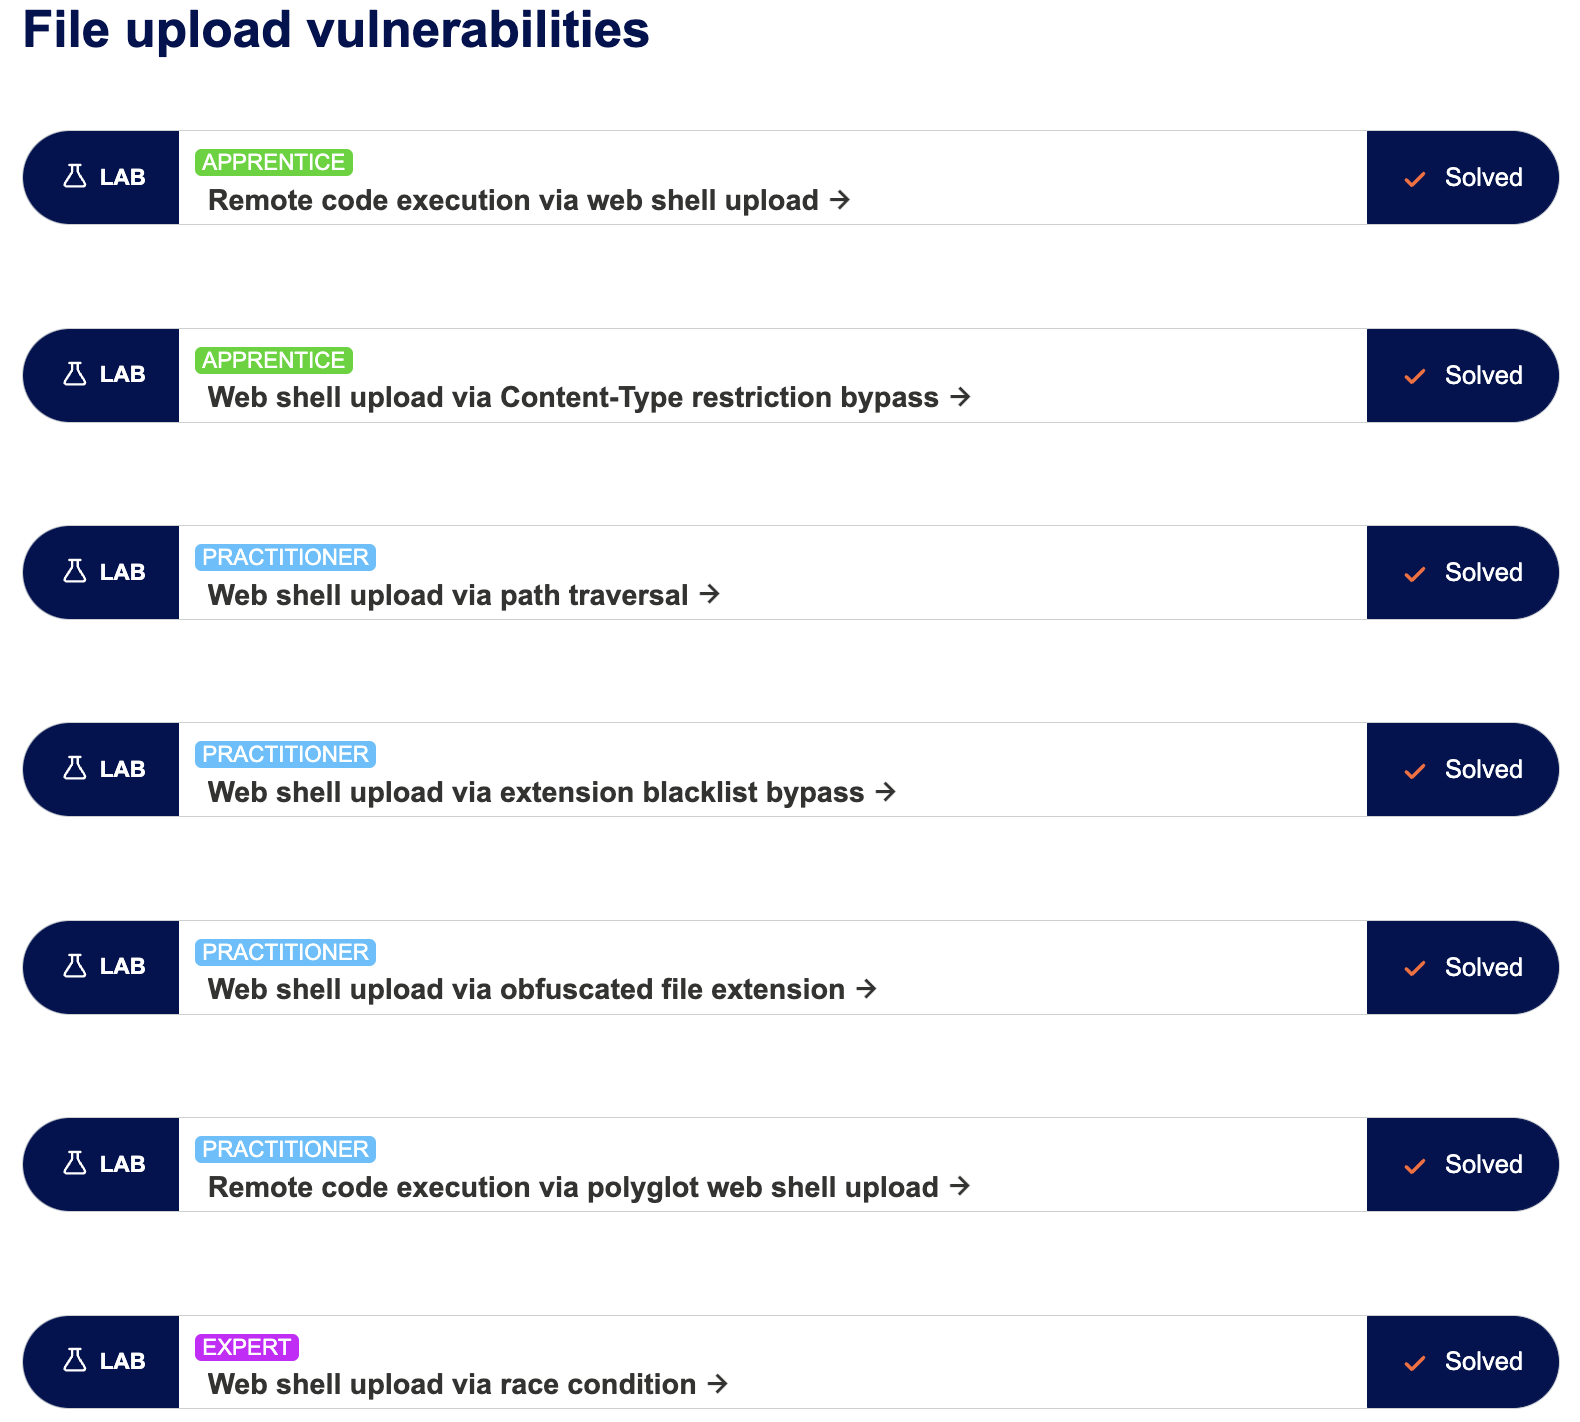 File upload vulnerabilities
LAB
APPRENTICE
Remote code execution via web shell upload →
Solved
LAB
APPRENTICE
Web shell upload via Content-Type restriction bypass →
Solved
LAB
PRACTITIONER
Web shell upload via path traversal →
Solved
LAB
PRACTITIONER
Web shell upload via extension blacklist bypass →
Solved
LAB
PRACTITIONER
Web shell upload via obfuscated file extension →
Solved
LAB
PRACTITIONER
Remote code execution via polyglot web shell upload →
Solved
LAB
EXPERT
Web shell upload via race condition →
Solved